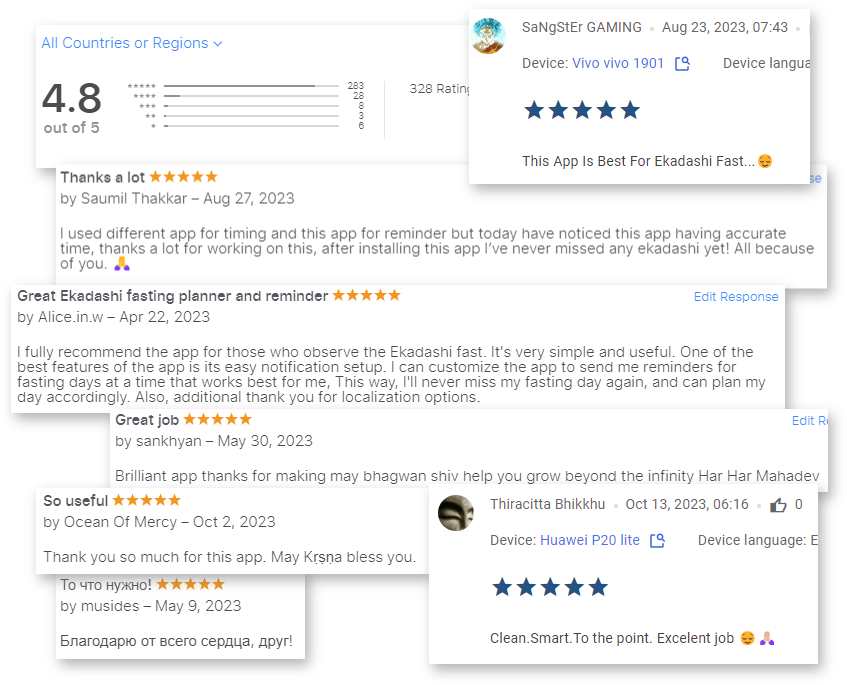 All Countries or Regions
4.8
out of 5
★★★★★ 283
★★★★ 28
★★★ 8
★★ 3
★ 6
328 Rating
SaNgStEr GAMING • Aug 23, 2023, 07:43 •
Device: Vivo vivo 1901 Device langua
★★★★★
This App Is Best For Ekadashi Fast...😌
Thanks a lot ★★★★★
se
by Saumil Thakkar – Aug 27, 2023
I used different app for timing and this app for reminder but today have noticed this app having accurate
time, thanks a lot for working on this, after installing this app I’ve never missed any ekadashi yet! All because
of you. 🙏
Great Ekadashi fasting planner and reminder ★★★★★ Edit Response
by Alice.in.w – Apr 22, 2023
I fully recommend the app for those who observe the Ekadashi fast. It's very simple and useful. One of the
best features of the app is its easy notification setup. I can customize the app to send me reminders for
fasting days at a time that works best for me, This way, I'll never miss my fasting day again, and can plan my
day accordingly. Also, additional thank you for localization options.
Great job ★★★★★ Edit R
by sankhyan – May 30, 2023
Brilliant app thanks for making may bhagwan shiv help you grow beyond the infinity Har Har Mahadev
So useful ★★★★★
by Ocean Of Mercy – Oct 2, 2023
Thank you so much for this app. May Kṛṣṇa bless you.
То что нужно! ★★★★★
by musides – May 9, 2023
Благодарю от всего сердца, друг!
Thiracitta Bhikkhu • Oct 13, 2023, 06:16 • 0
Device: Huawei P20 lite Device language: E
★★★★★
Clean.Smart.To the point. Excelent job 😌🙏